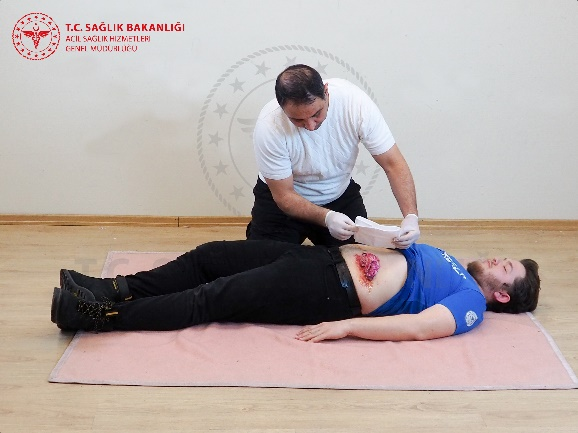 T.C. SAĞLIK BAKANLIĞI
ACİL SAĞLIK HİZMETLERİ
GENEL MÜDÜRLÜĞÜ